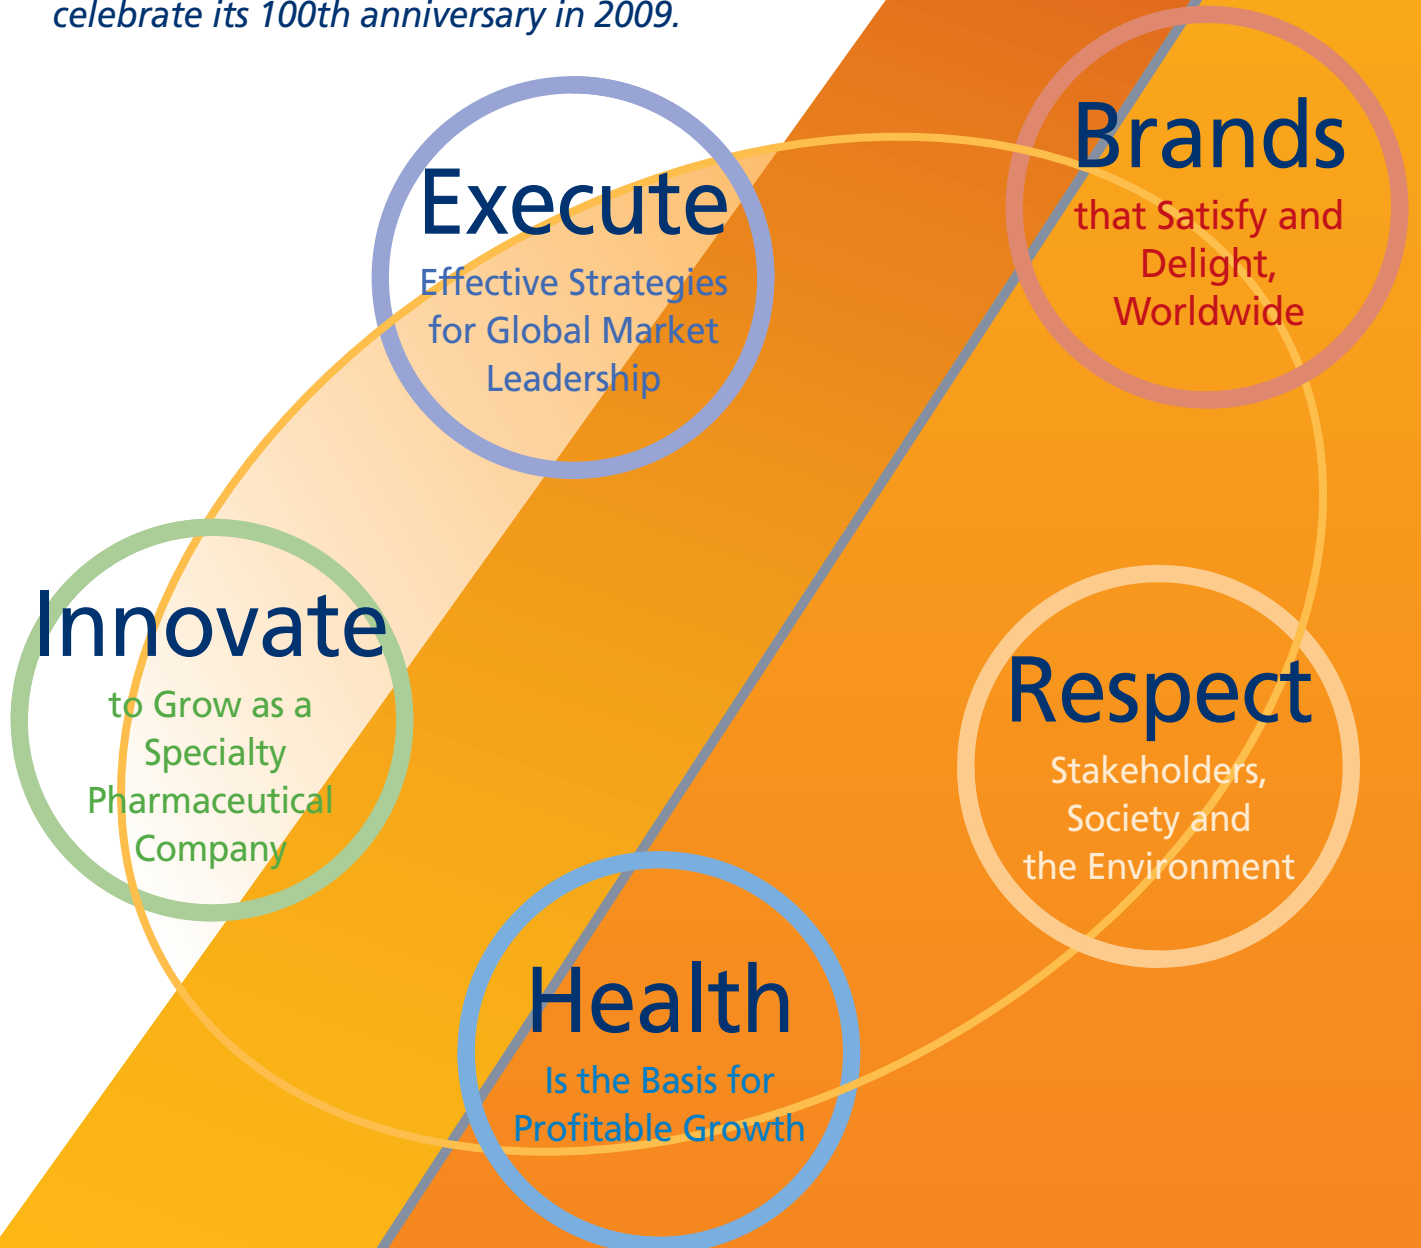 celebrate its 100th anniversary in 2009.
Execute
Effective Strategies
for Global Market
Leadership
Brands
that Satisfy and
Delight,
Worldwide
Innovate
to Grow as a
Specialty
Pharmaceutical
Company
Respect
Stakeholders,
Society and
the Environment
Health
Is the Basis for
Profitable Growth